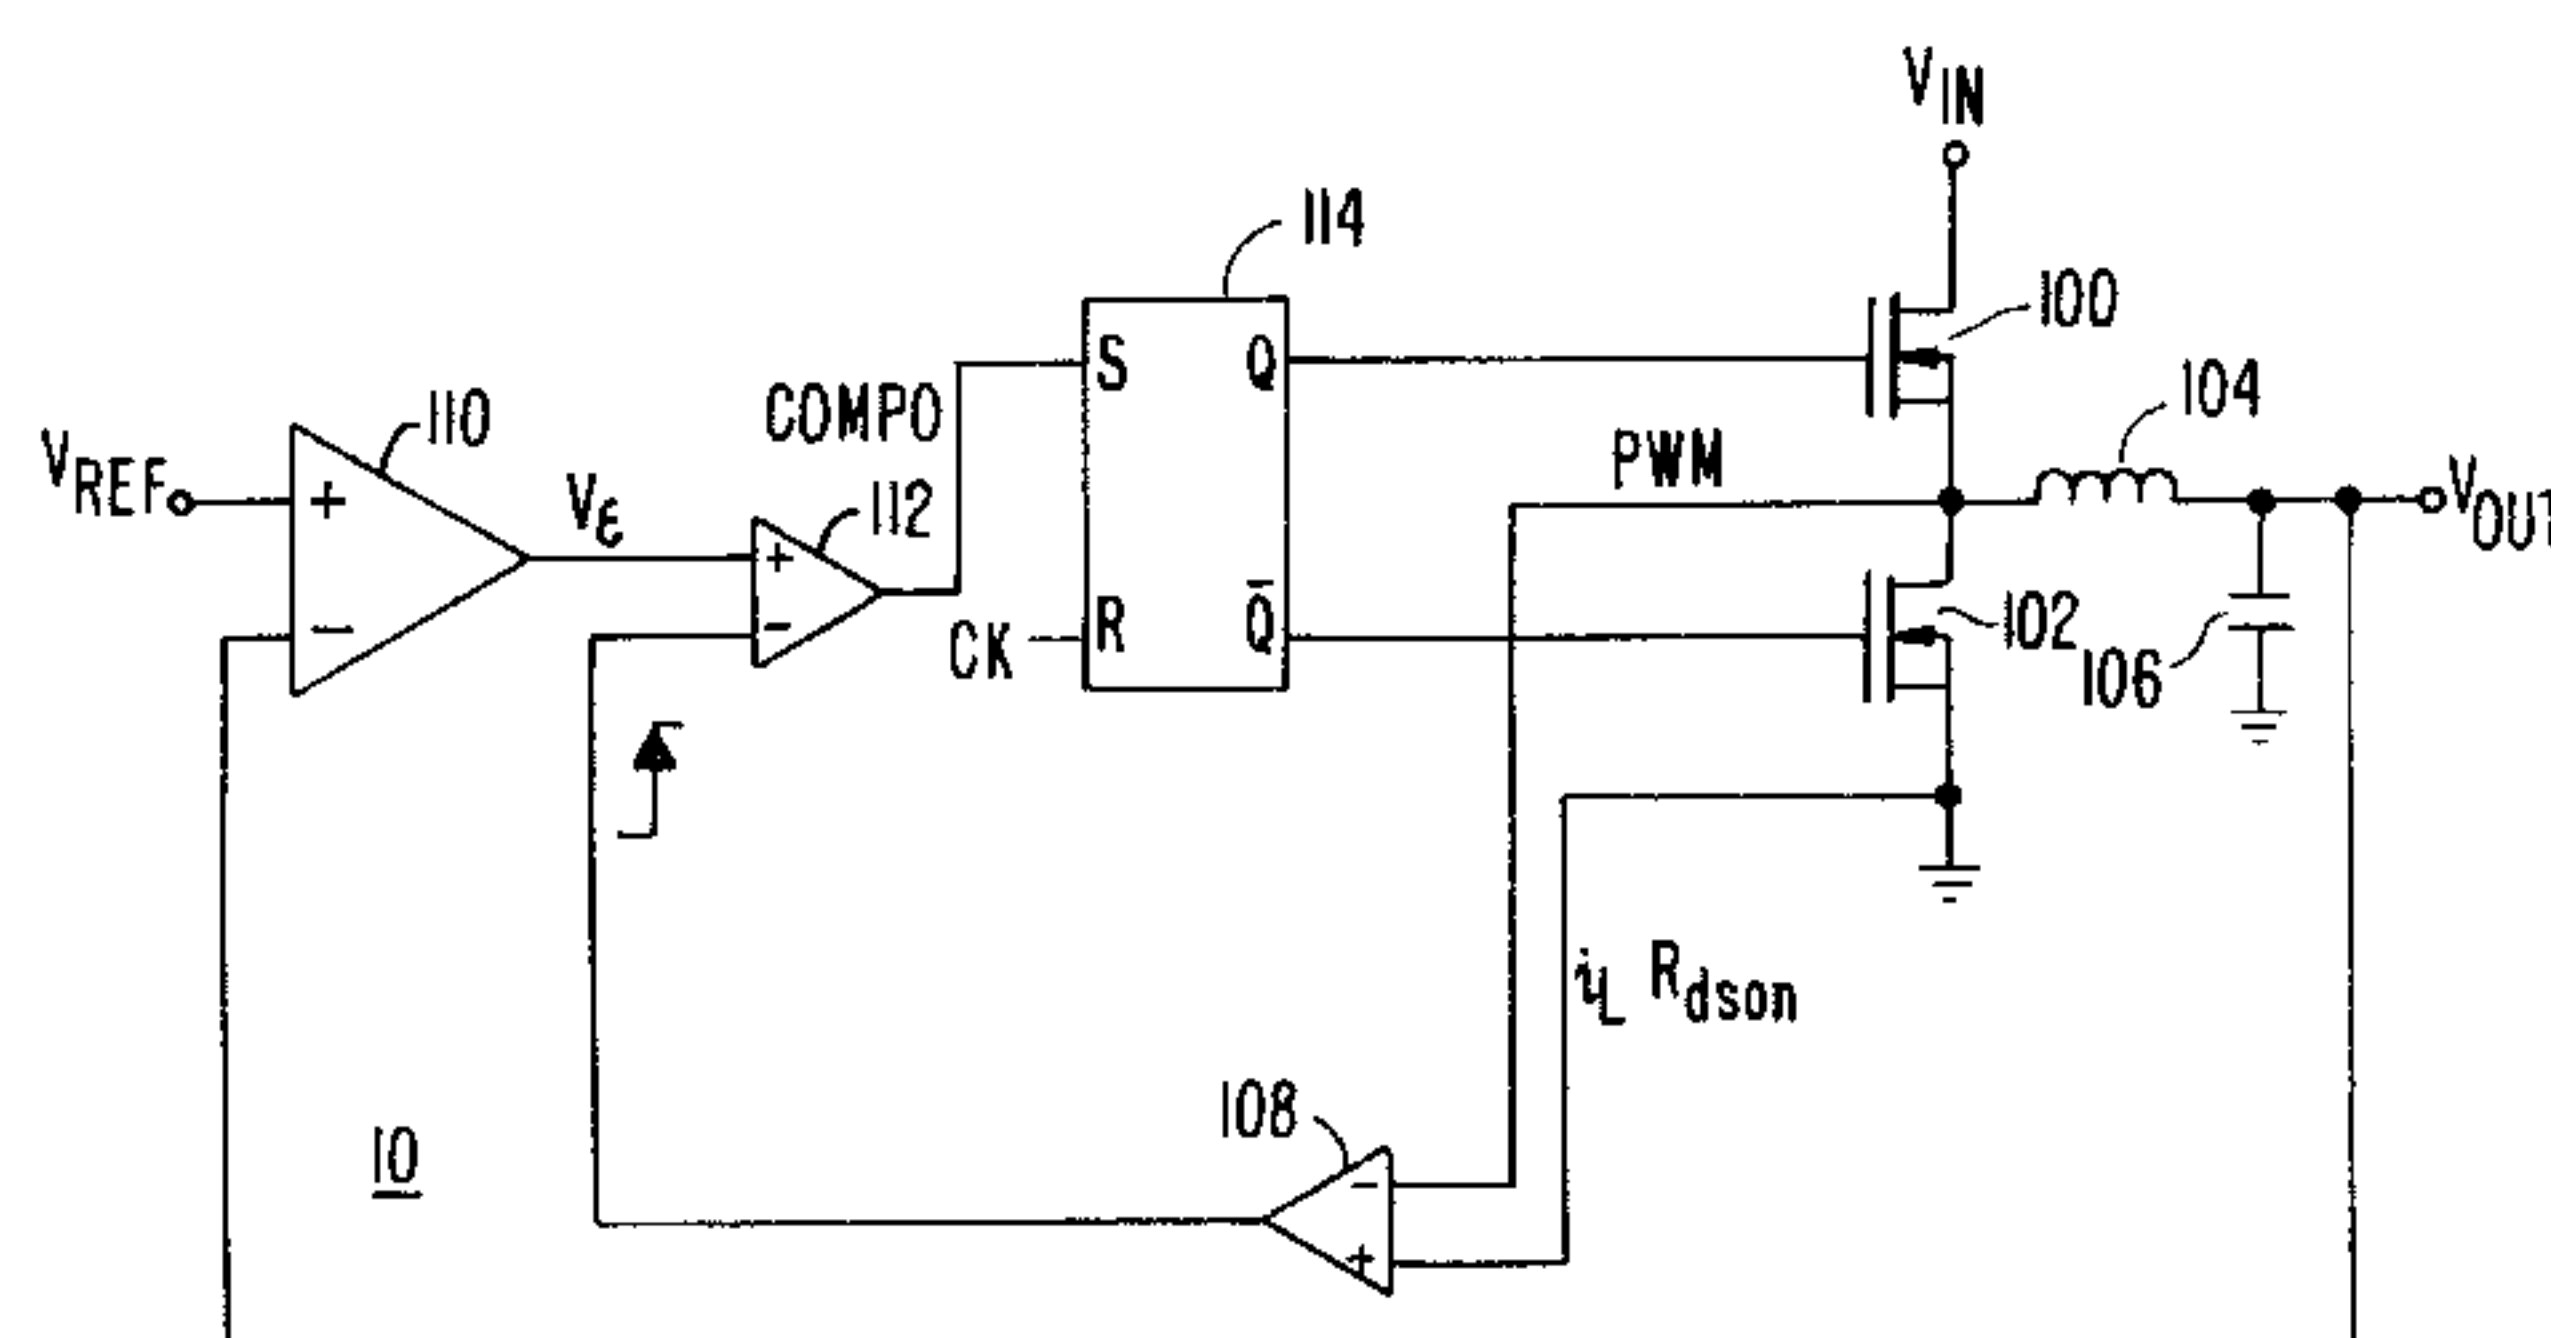 VIN
114
100
104
S
Q
COMPO
110
PWM
VREF
+
112
Vε
VOUT
+
−
−
CK
R
Q̅
102
106
iL Rdson
108
10
−
+